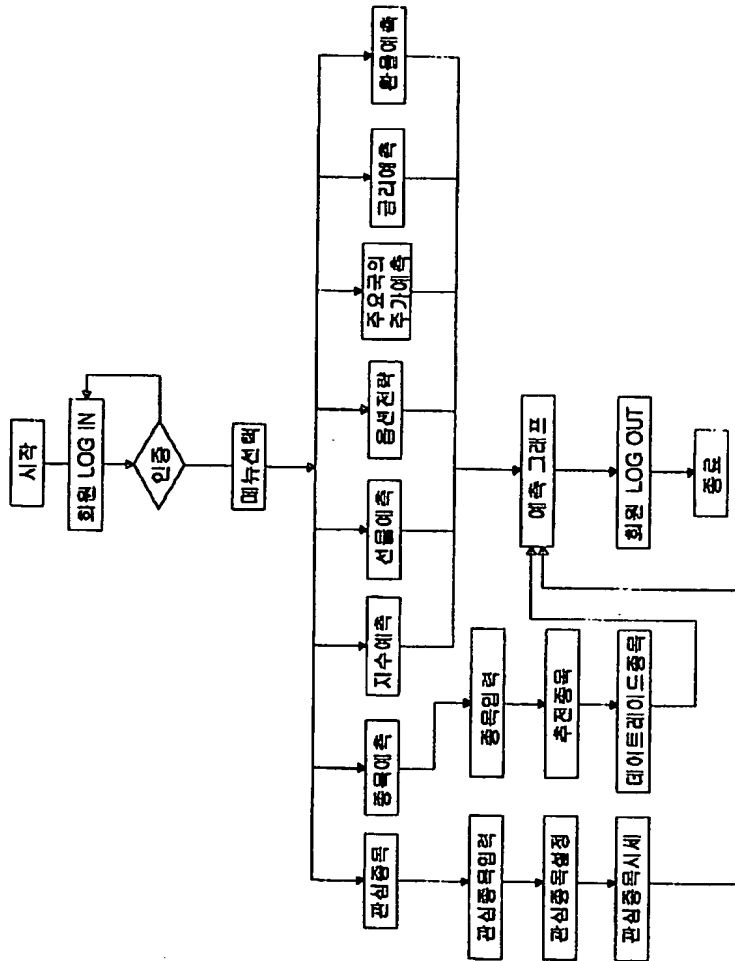 시작
회원 LOG IN
인증
메뉴선택
관심종목
종목예측
지수예측
선물예측
옵션전략
주요국의
주가예측
금리예측
환율예측
관심종목입력
종목입력
관심종목설정
추천종목
관심종목시세
데이트레이드종목
예측 그래프
회원 LOG OUT
종료